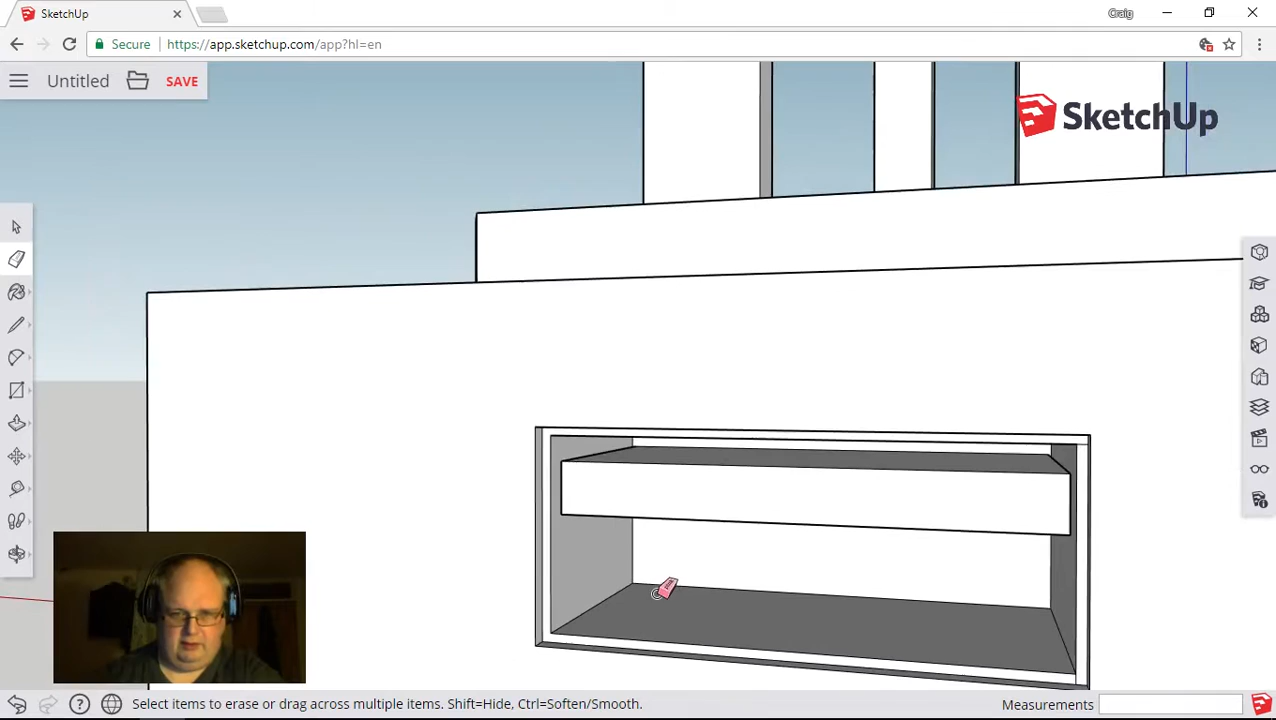 SketchUp
Craig
Secure
https://app.sketchup.com/app?hl=en
Untitled
SAVE
SketchUp
Select items to erase or drag across multiple items. Shift=Hide, Ctrl=Soften/Smooth.
Measurements